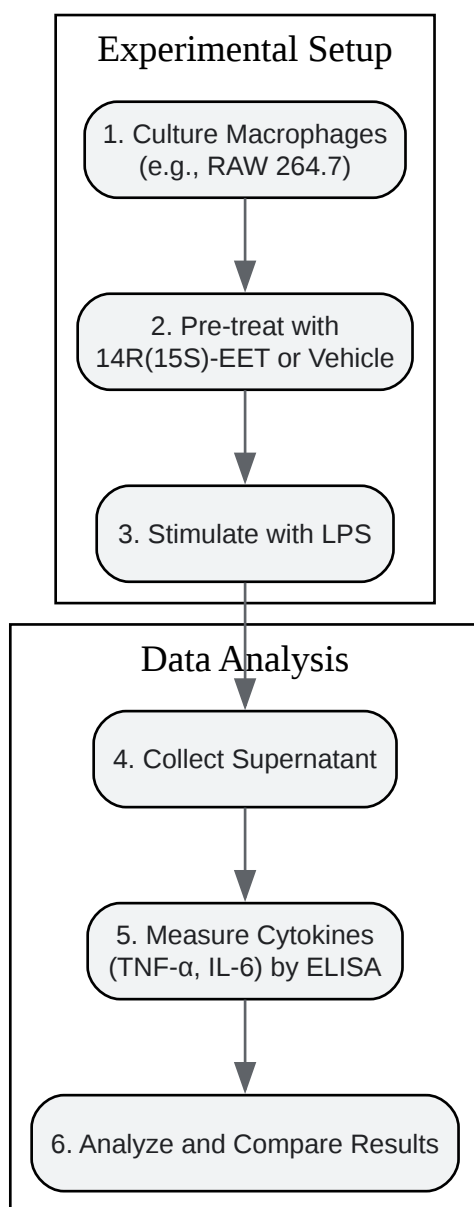 Experimental Setup
1. Culture Macrophages
(e.g., RAW 264.7)
2. Pre-treat with
14R(15S)-EET or Vehicle
3. Stimulate with LPS
Data Analysis
4. Collect Supernatant
5. Measure Cytokines
(TNF-α, IL-6) by ELISA
6. Analyze and Compare Results